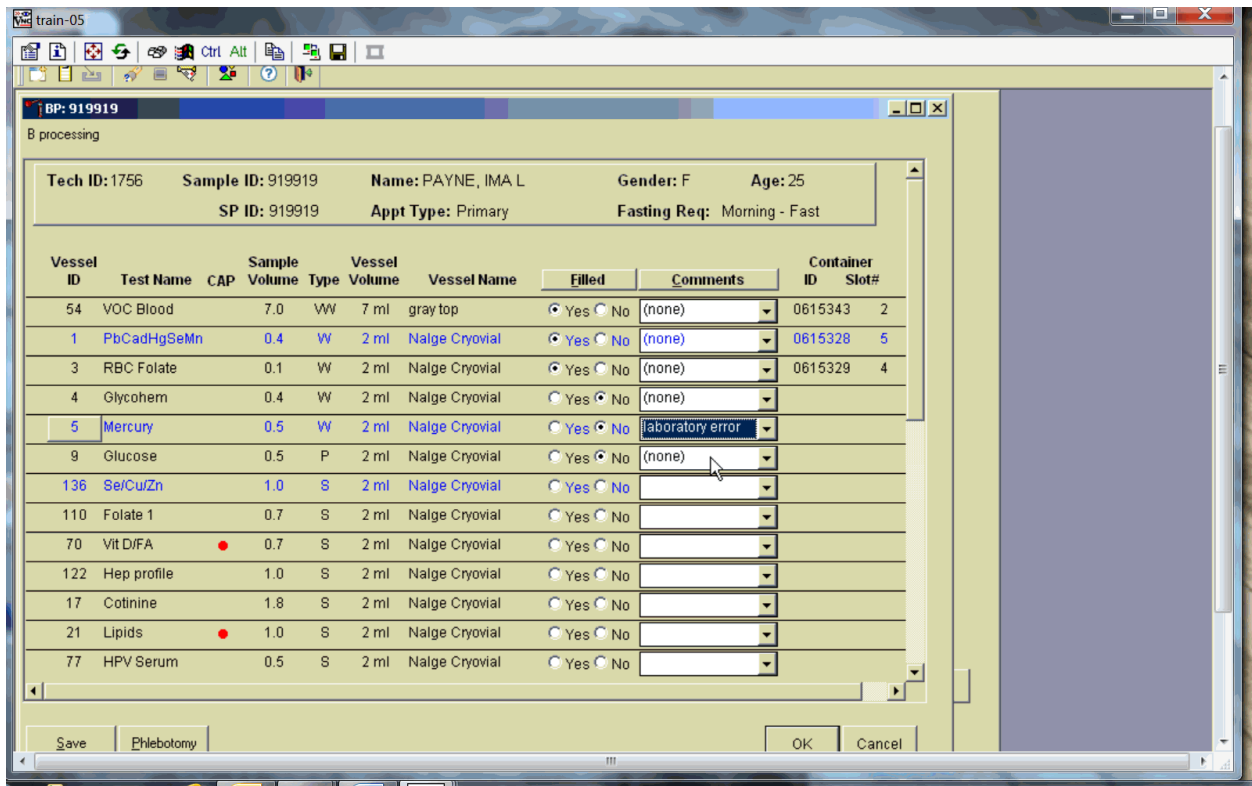 train-05
Ctrl Alt
BP: 919919
B processing
Tech ID: 1756 Sample ID: 919919 Name: PAYNE, IMA L Gender: F Age: 25
SP ID: 919919 Appt Type: Primary Fasting Req: Morning - Fast
Vessel Sample Vessel Container
ID Test Name CAP Volume Type Volume Vessel Name Filled Comments ID Slot#
54 VOC Blood 7.0 VW 7 ml gray top Yes No (none) 0615343 2
1 PbCadHgSeMn 0.4 W 2 ml Nalge Cryovial Yes No (none) 0615328 5
3 RBC Folate 0.1 W 2 ml Nalge Cryovial Yes No (none) 0615329 4
4 Glycohem 0.4 W 2 ml Nalge Cryovial Yes No (none)
5 Mercury 0.5 W 2 ml Nalge Cryovial Yes No laboratory error
9 Glucose 0.5 P 2 ml Nalge Cryovial Yes No (none)
136 Se/Cu/Zn 1.0 S 2 ml Nalge Cryovial Yes No
110 Folate 1 0.7 S 2 ml Nalge Cryovial Yes No
70 Vit D/FA 0.7 S 2 ml Nalge Cryovial Yes No
122 Hep profile 1.0 S 2 ml Nalge Cryovial Yes No
17 Cotinine 1.8 S 2 ml Nalge Cryovial Yes No
21 Lipids 1.0 S 2 ml Nalge Cryovial Yes No
77 HPV Serum 0.5 S 2 ml Nalge Cryovial Yes No
Save Phlebotomy OK Cancel